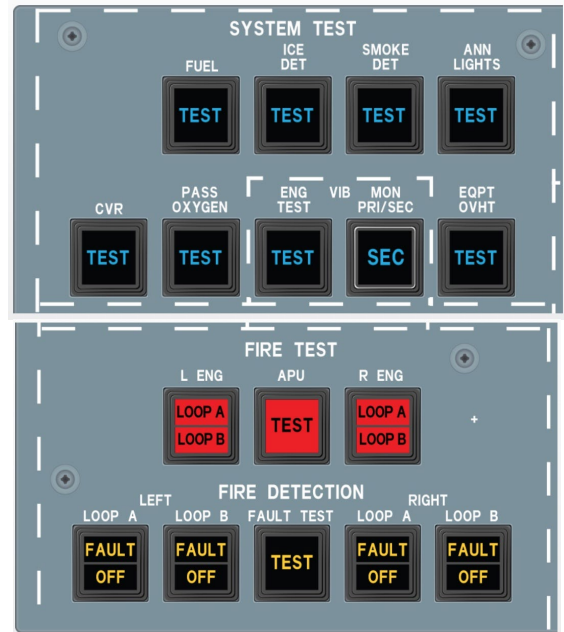 SYSTEM TEST
FUEL
ICE DET
SMOKE DET
ANN LIGHTS
TEST
TEST
TEST
TEST
CVR
PASS OXYGEN
ENG TEST
VIB
MON PRI/SEC
EQPT OVHT
TEST
TEST
TEST
SEC
TEST
FIRE TEST
L ENG
APU
R ENG
LOOP A
LOOP B
TEST
LOOP A
LOOP B
FIRE DETECTION
LEFT
RIGHT
LOOP A
LOOP B
FAULT TEST
LOOP A
LOOP B
FAULT
OFF
FAULT
OFF
TEST
FAULT
OFF
FAULT
OFF